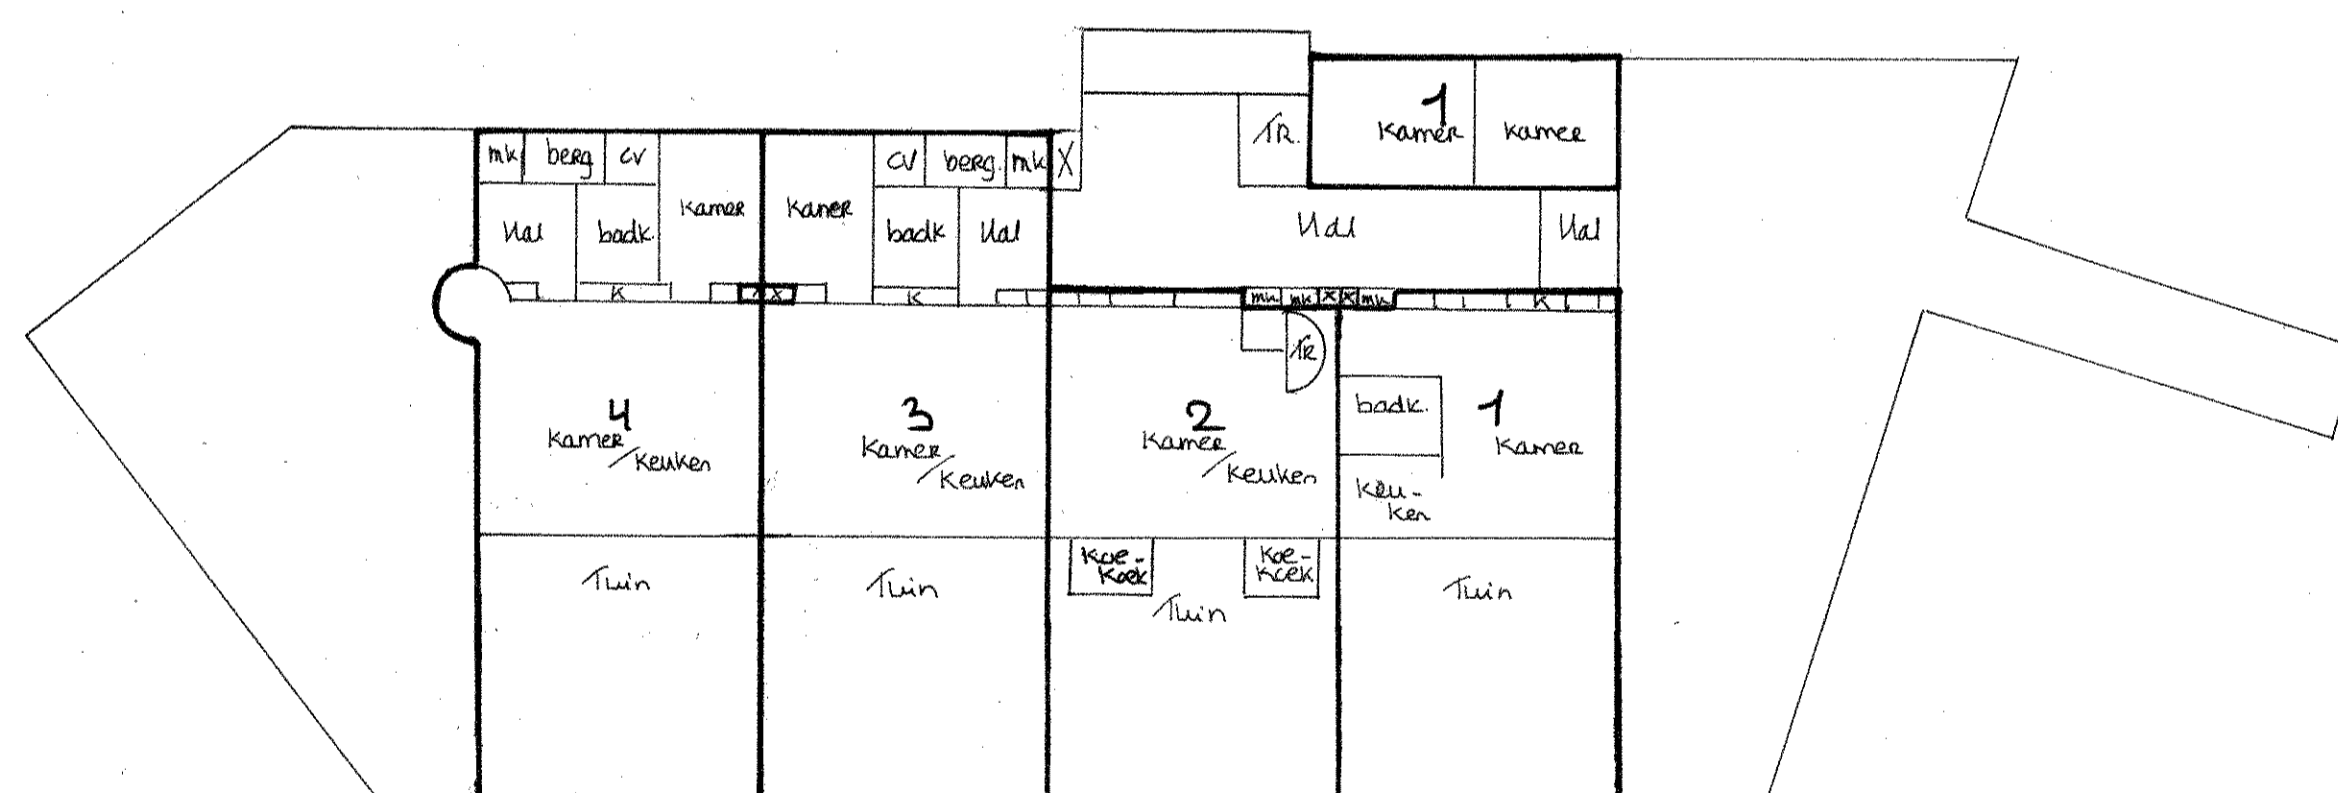 1
Kamer
kamer
TR.
mk
berg
cv
Kamer
Kamer
cv
berg.
mk
X
Hal
badk.
badk
Hal
Hal
Hal
K
X
K
mk
mk
X
X
mk
K
TR
4
Kamer
/Keuken
3
Kamer
/Keuken
2
Kamer
/Keuken
badk.
1
Kamer
Keu-
ken
Koe-
Koek
Koe-
Koek
Tuin
Tuin
Tuin
Tuin